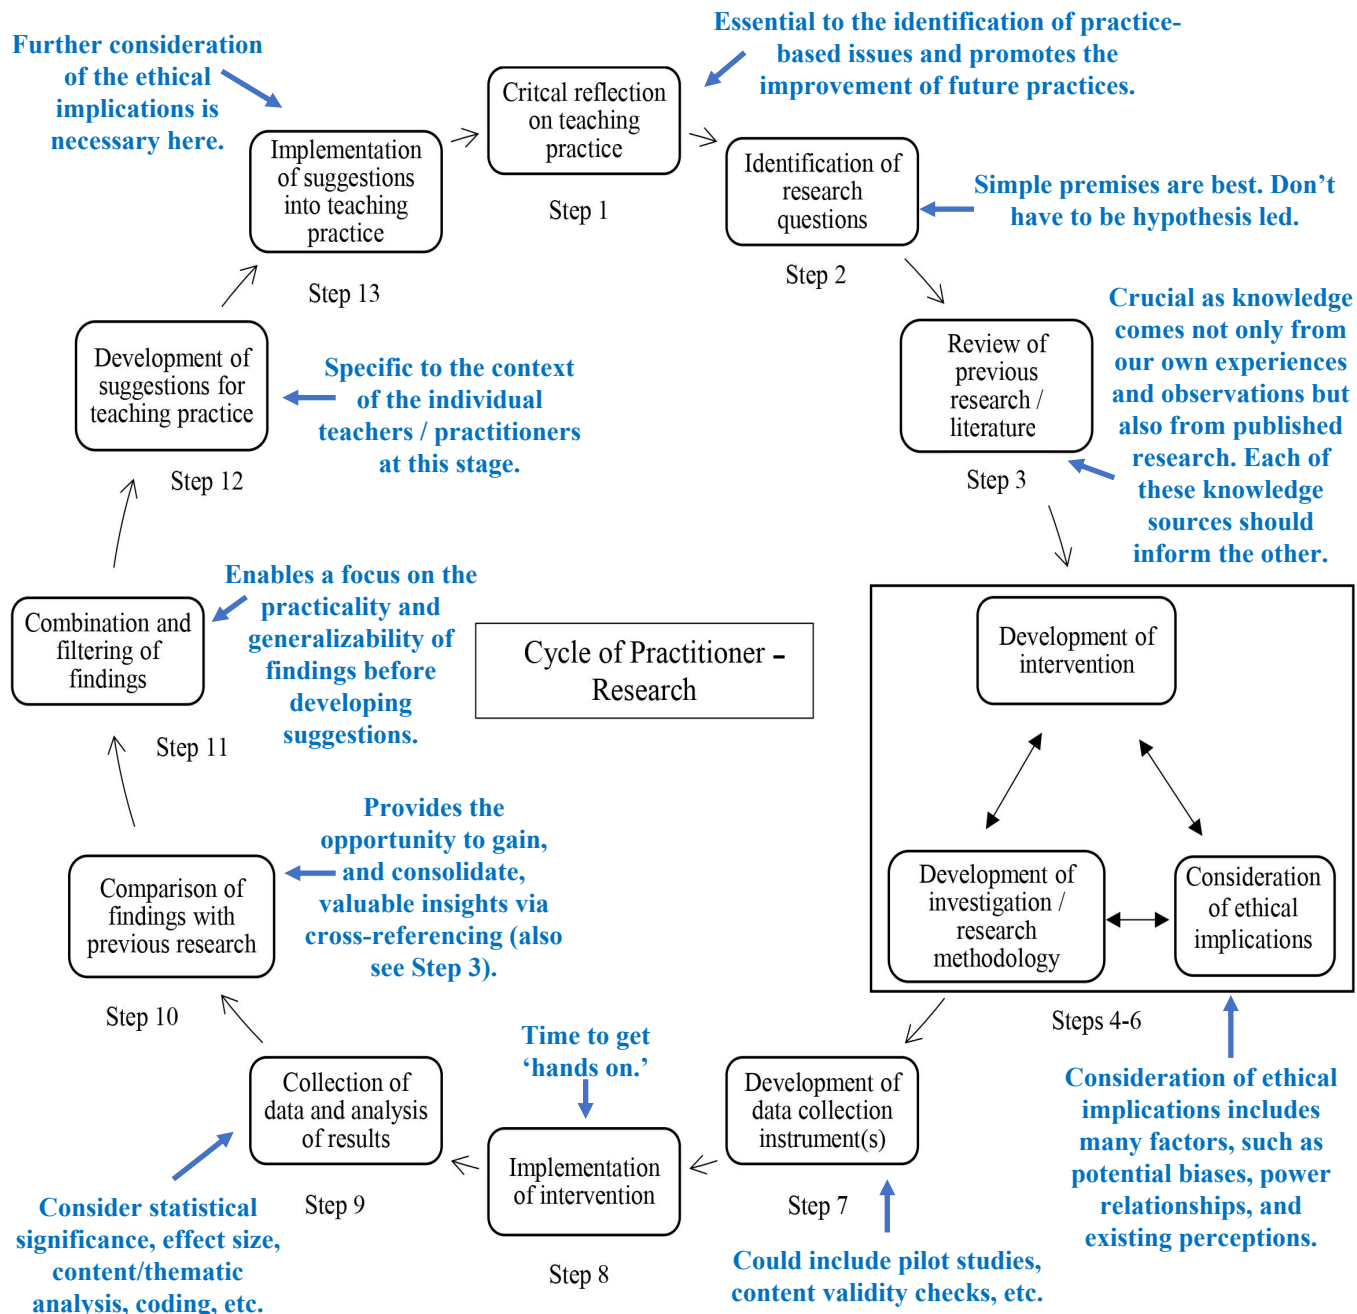 Further consideration
of the ethical
implications is
necessary here.
Essential to the identification of practice-
based issues and promotes the
improvement of future practices.
Critcal reflection
on teaching
practice
Step 1
Identification of
research
questions
Step 2
Simple premises are best. Don’t
have to be hypothesis led.
Review of
previous
research /
literature
Step 3
Crucial as knowledge
comes not only from
our own experiences
and observations but
also from published
research. Each of
these knowledge
sources should
inform the other.
Development of
intervention
Development of
investigation /
research
methodology
Consideration
of ethical
implications
Steps 4-6
Consideration of ethical
implications includes
many factors, such as
potential biases, power
relationships, and
existing perceptions.
Development of
data collection
instrument(s)
Step 7
Could include pilot studies,
content validity checks, etc.
Time to get
‘hands on.’
Implementation
of intervention
Step 8
Collection of
data and analysis
of results
Step 9
Consider statistical
significance, effect size,
content/thematic
analysis, coding, etc.
Comparison of
findings with
previous research
Step 10
Provides the
opportunity to gain,
and consolidate,
valuable insights via
cross-referencing (also
see Step 3).
Combination and
filtering of
findings
Step 11
Enables a focus on the
practicality and
generalizability of
findings before
developing
suggestions.
Development of
suggestions for
teaching practice
Step 12
Specific to the context
of the individual
teachers / practitioners
at this stage.
Implementation
of suggestions
into teaching
practice
Step 13
Cycle of Practitioner –
Research